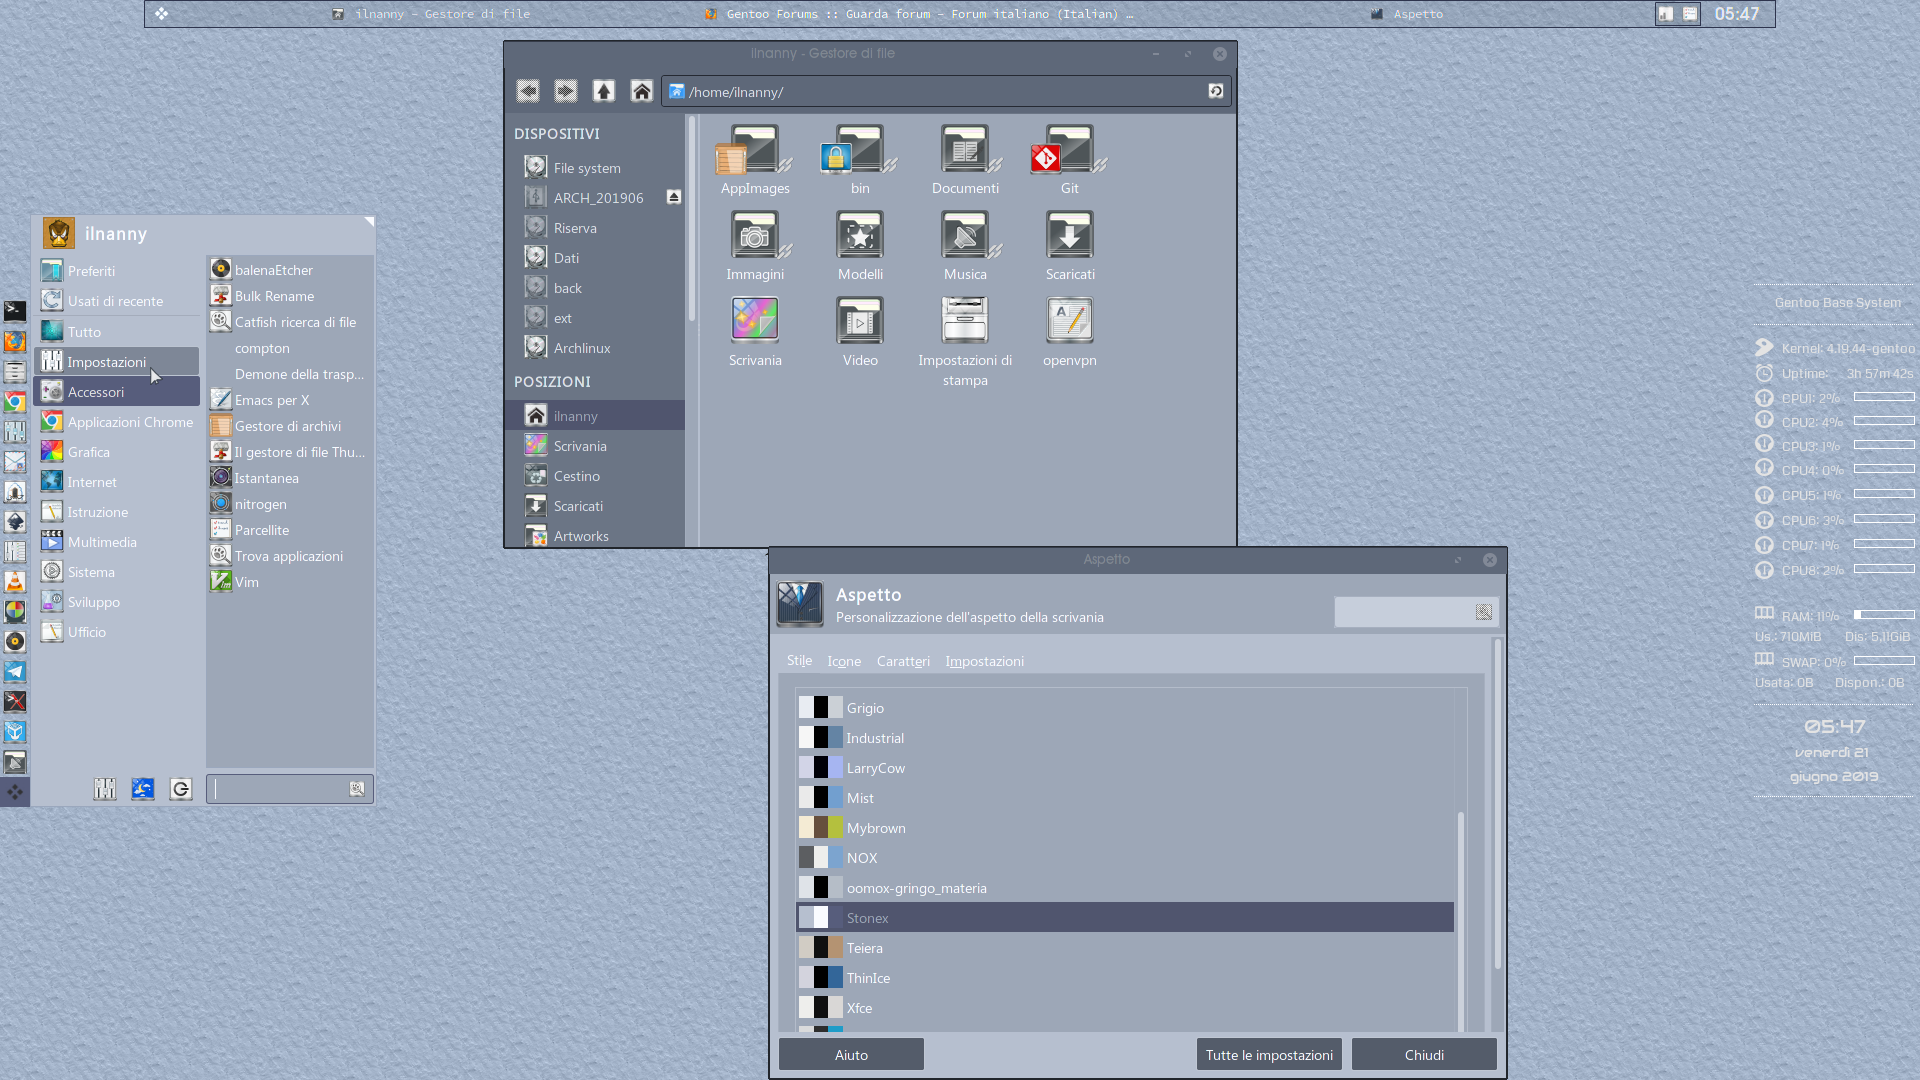 ilnanny - Gestore di file
Gentoo Forums :: Guarda forum - Forum italiano (Italian) …
Aspetto
05:47
ilnanny - Gestore di file
/home/ilnanny/
DISPOSITIVI
File system
ARCH_201906
Riserva
Dati
back
ext
Archlinux
POSIZIONI
ilnanny
Scrivania
Cestino
Scaricati
Artworks
AppImages
bin
Documenti
Git
Immagini
Modelli
Musica
Scaricati
Scrivania
Video
Impostazioni di
stampa
openvpn
ilnanny
Preferiti
Usati di recente
Tutto
Impostazioni
Accessori
Applicazioni Chrome
Grafica
Internet
Istruzione
Multimedia
Sistema
Sviluppo
Ufficio
balenaEtcher
Bulk Rename
Catfish ricerca di file
compton
Demone della trasp...
Emacs per X
Gestore di archivi
Il gestore di file Thu...
Istantanea
nitrogen
Parcellite
Trova applicazioni
Vim
Aspetto
Aspetto
Personalizzazione dell'aspetto della scrivania
Stile
Icone
Caratteri
Impostazioni
Grigio
Industrial
LarryCow
Mist
Mybrown
NOX
oomox-gringo_materia
Stonex
Teiera
ThinIce
Xfce
Aiuto
Tutte le impostazioni
Chiudi
Gentoo Base System
Kernel: 4.19.44-gentoo
Uptime: 3h 57m 42s
CPU1: 2%
CPU2: 4%
CPU3: 1%
CPU4: 0%
CPU5: 1%
CPU6: 3%
CPU7: 1%
CPU8: 2%
RAM: 11%
Us.: 710MiB Dis: 5,11GiB
SWAP: 0%
Usata: 0B Dispon.: 0B
05:47
venerdì 21
giugno 2019